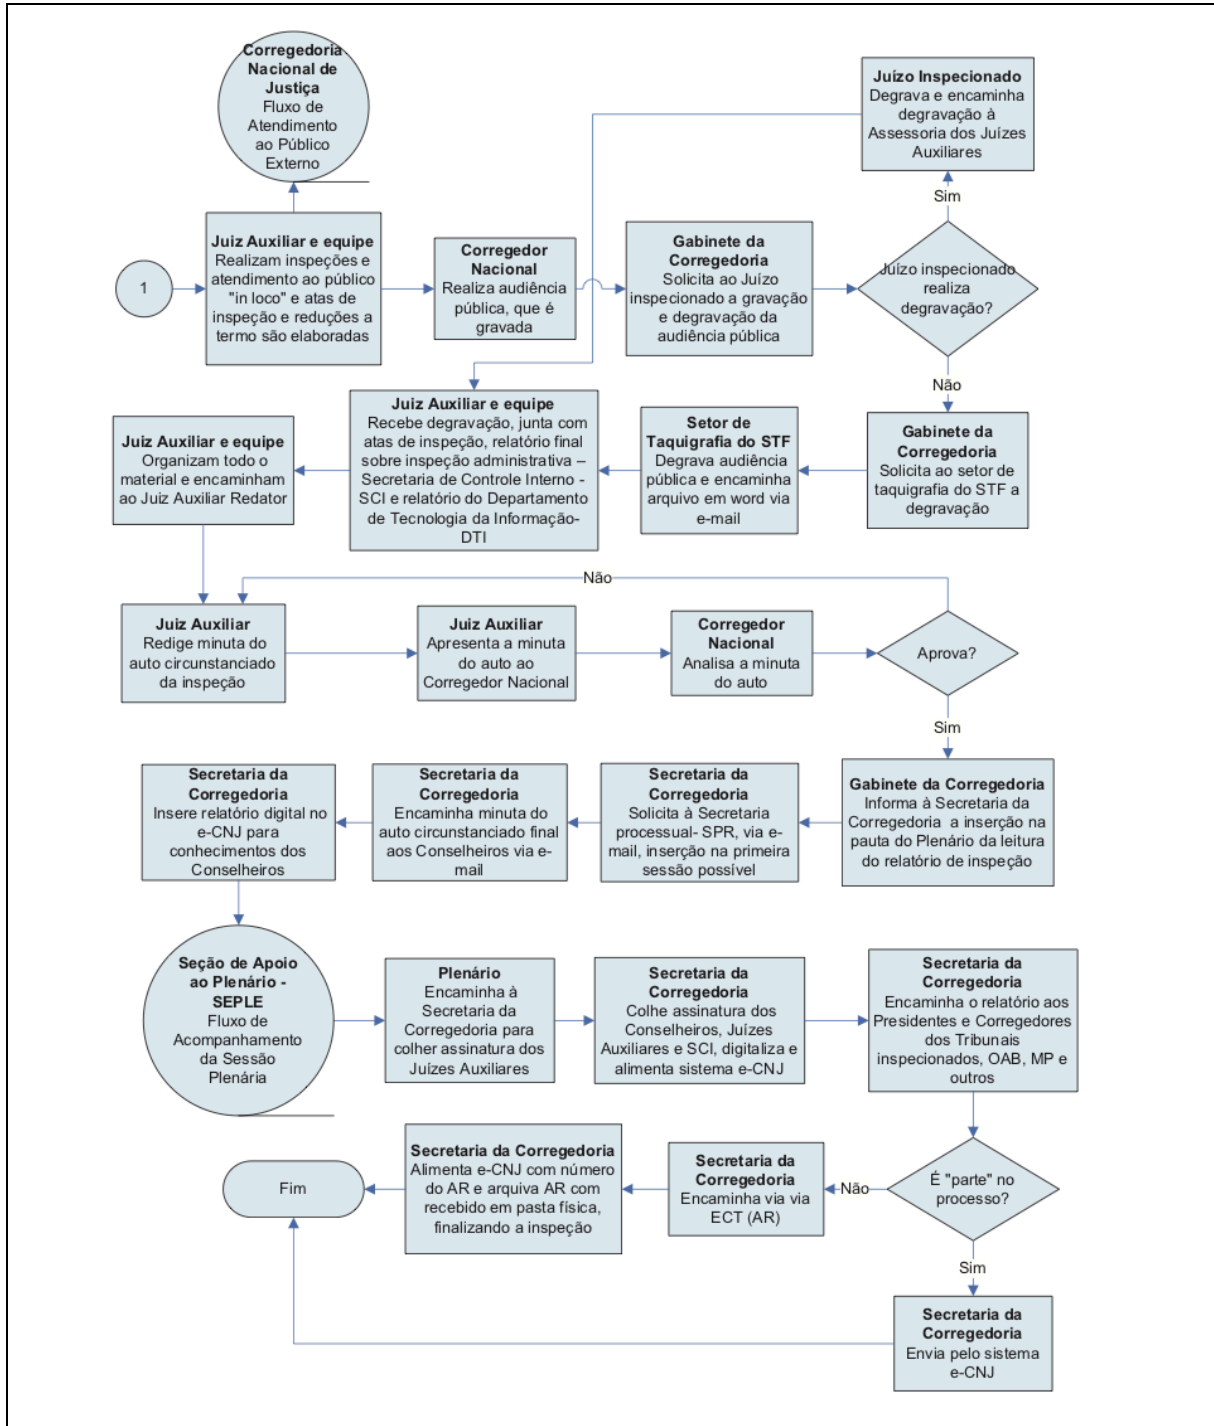 Corregedoria
Nacional de
Justiça
Fluxo de
Atendimento
ao Público
Externo
Juízo Inspecionado
Degrava e encaminha
degravação à
Assessoria dos Juízes
Auxiliares
Sim
1
Juiz Auxiliar e equipe
Realizam inspeções e
atendimento ao público
"in loco" e atas de
inspeção e reduções a
termo são elaboradas
Corregedor
Nacional
Realiza audiência
pública, que é
gravada
Gabinete da
Corregedoria
Solicita ao Juízo
inspecionado a gravação
e degravação da
audiência pública
Juízo inspecionado
realiza
degravação?
Não
Juiz Auxiliar e equipe
Organizam todo o
material e encaminham
ao Juiz Auxiliar Redator
Juiz Auxiliar e equipe
Recebe degravação, junta com
atas de inspeção, relatório final
sobre inspeção administrativa –
Secretaria de Controle Interno -
SCI e relatório do Departamento
de Tecnologia da Informação-
DTI
Setor de
Taquigrafia do STF
Degrava audiência
pública e encaminha
arquivo em word via
e-mail
Gabinete da
Corregedoria
Solicita ao setor de
taquigrafia do STF a
degravação
Não
Juiz Auxiliar
Redige minuta do
auto circunstanciado
da inspeção
Juiz Auxiliar
Apresenta a minuta
do auto ao
Corregedor Nacional
Corregedor
Nacional
Analisa a minuta
do auto
Aprova?
Sim
Secretaria da
Corregedoria
Insere relatório digital no
e-CNJ para
conhecimentos dos
Conselheiros
Secretaria da
Corregedoria
Encaminha minuta do
auto circunstanciado final
aos Conselheiros via e-
mail
Secretaria da
Corregedoria
Solicita à Secretaria
processual- SPR, via e-
mail, inserção na primeira
sessão possível
Gabinete da Corregedoria
Informa à Secretaria da
Corregedoria a inserção na
pauta do Plenário da leitura
do relatório de inspeção
Seção de Apoio
ao Plenário -
SEPLE
Fluxo de
Acompanhamento
da Sessão
Plenária
Plenário
Encaminha à
Secretaria da
Corregedoria para
colher assinatura dos
Juízes Auxiliares
Secretaria da
Corregedoria
Colhe assinatura dos
Conselheiros, Juízes
Auxiliares e SCI, digitaliza e
alimenta sistema e-CNJ
Secretaria da
Corregedoria
Encaminha o relatório aos
Presidentes e Corregedores
dos Tribunais
inspecionados, OAB, MP e
outros
Fim
Secretaria da Corregedoria
Alimenta e-CNJ com número
do AR e arquiva AR com
recebido em pasta física,
finalizando a inspeção
Secretaria da
Corregedoria
Encaminha via via
ECT (AR)
Não
É "parte" no
processo?
Sim
Secretaria da
Corregedoria
Envia pelo sistema
e-CNJ